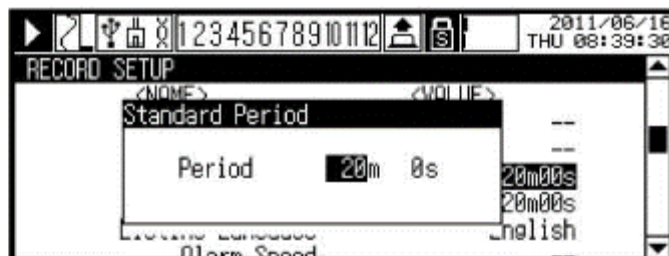 123456789101112 S 2011/06/16
THU 08:39:30
RECORD SETUP
<NAME> <VALUE>
Standard Period
--
--
Period 20m 0s
20m00s
20m00s
English
Alarm Speed --